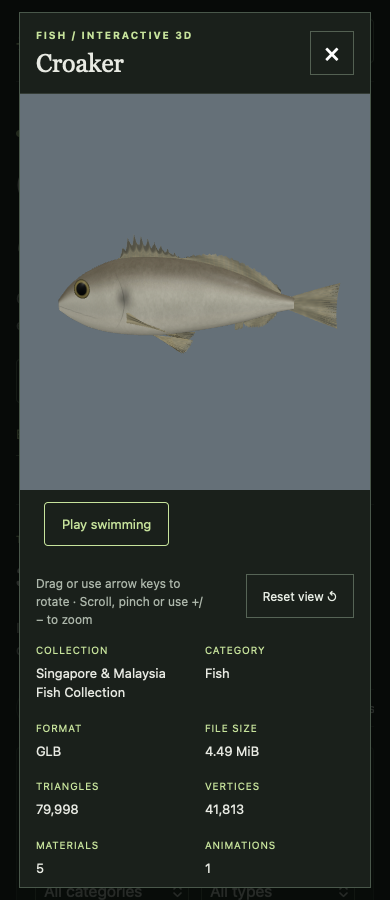 FISH / INTERACTIVE 3D
Croaker
×
Play swimming
Drag or use arrow keys to
rotate · Scroll, pinch or use +/
− to zoom
Reset view ↺
COLLECTION
Singapore & Malaysia
Fish Collection
CATEGORY
Fish
FORMAT
GLB
FILE SIZE
4.49 MiB
TRIANGLES
79,998
VERTICES
41,813
MATERIALS
5
ANIMATIONS
1
All categories
All types